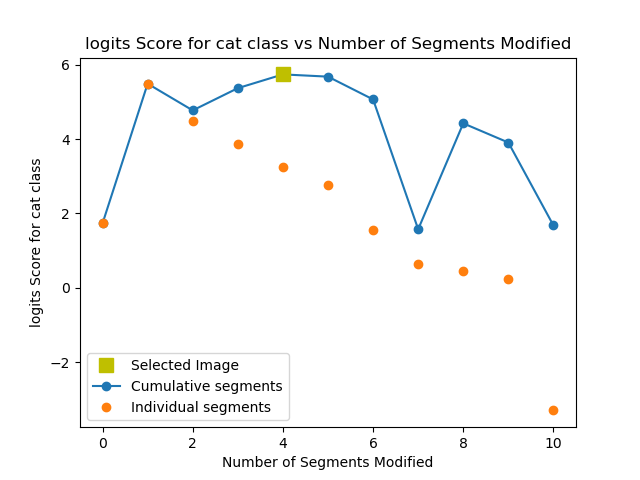 logits Score for cat class vs Number of Segments Modified
6
4
2
0
−2
logits Score for cat class
Selected Image
Cumulative segments
Individual segments
0 2 4 6 8 10
Number of Segments Modified